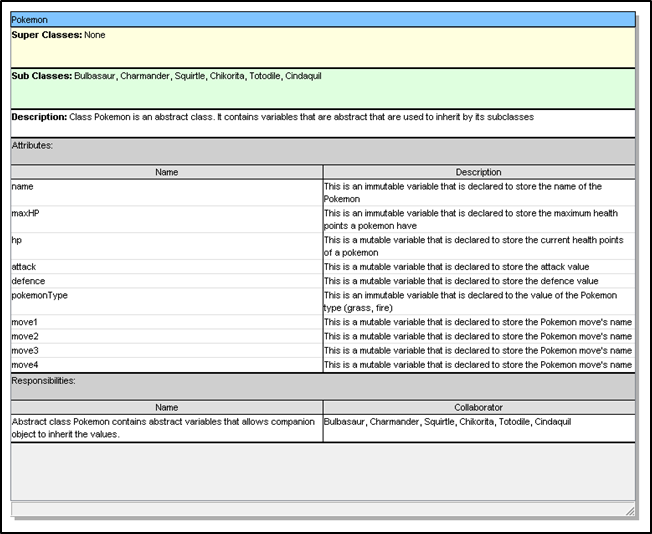 Pokemon
Super Classes: None
Sub Classes: Bulbasaur, Charmander, Squirtle, Chikorita, Totodile, Cindaquil
Description: Class Pokemon is an abstract class. It contains variables that are abstract that are used to inherit by its subclasses
Attributes:
Name Description
name This is an immutable variable that is declared to store the name of the
Pokemon
maxHP This is an immutable variable that is declared to store the maximum health
points a pokemon have
hp This is a mutable variable that is declared to store the current health points
of a pokemon
attack This is a mutable variable that is declared to store the attack value
defence This is a mutable variable that is declared to store the defence value
pokemonType This is an immutable variable that is declared to the value of the Pokemon
type (grass, fire)
move1 This is a mutable variable that is declared to store the Pokemon move's name
move2 This is a mutable variable that is declared to store the Pokemon move's name
move3 This is a mutable variable that is declared to store the Pokemon move's name
move4 This is a mutable variable that is declared to store the Pokemon move's name
Responsibilities:
Name Collaborator
Abstract class Pokemon contains abstract variables that allows companion Bulbasaur, Charmander, Squirtle, Chikorita, Totodile, Cindaquil
object to inherit the values.